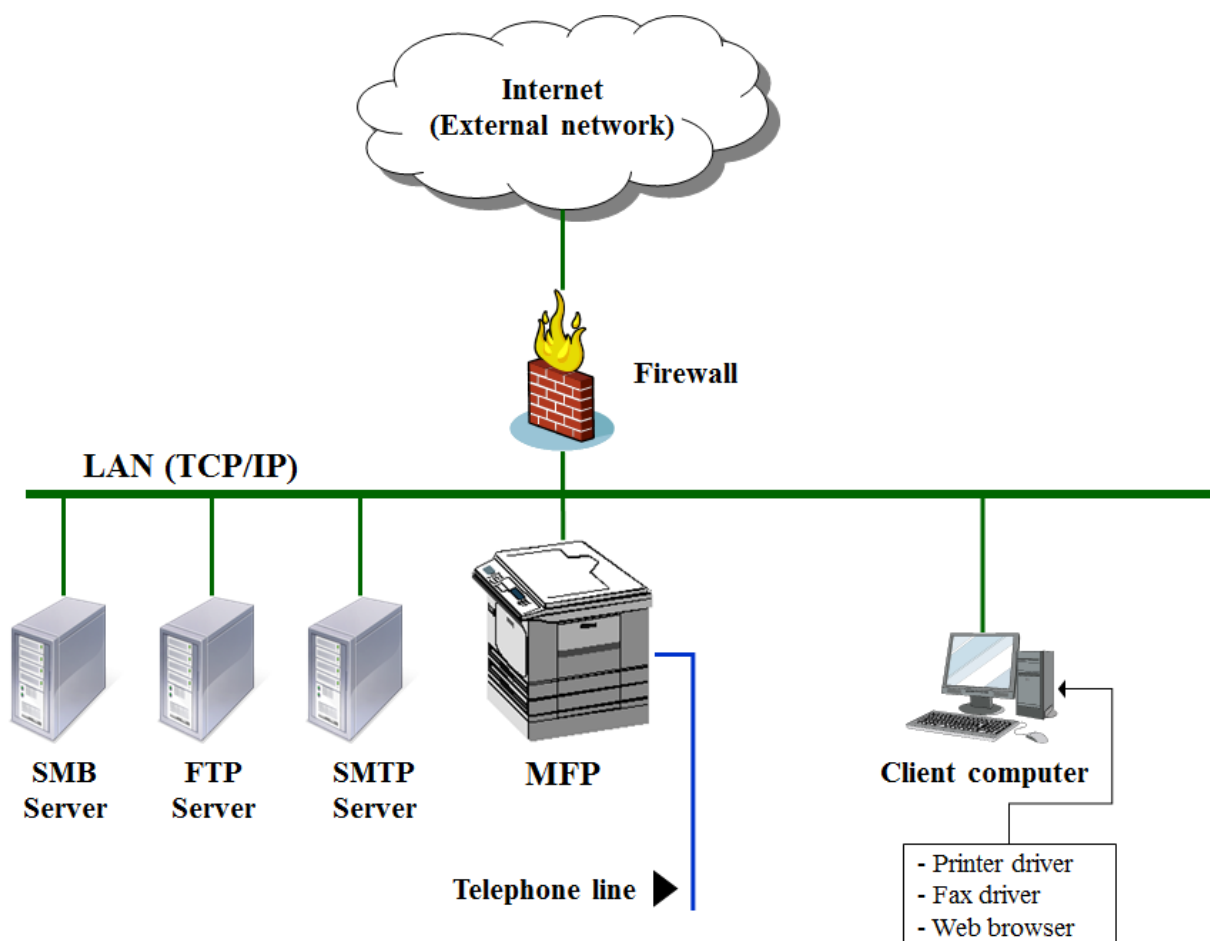 Internet
(External network)
Firewall
LAN (TCP/IP)
SMB
Server
FTP
Server
SMTP
Server
MFP
Client computer
Telephone line
- Printer driver
- Fax driver
- Web browser